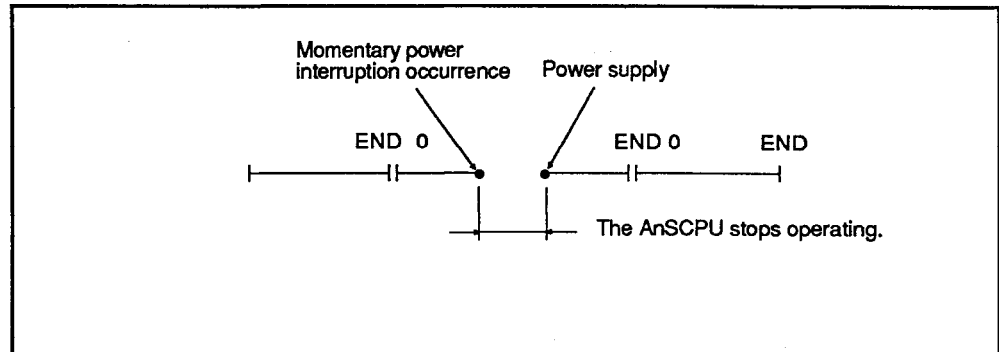 Momentary power
interruption occurrence
Power supply
END 0
END 0
END
The AnSCPU stops operating.